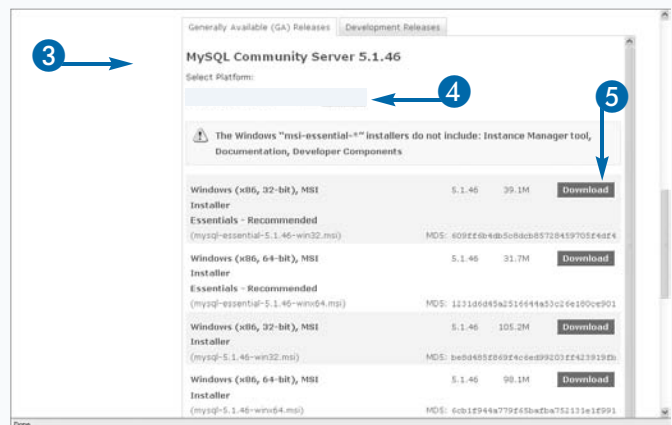 Generally Available (GA) Releases
Development Releases
3
MySQL Community Server 5.1.46
Select Platform:
4
5
The Windows "msi-essential-*" installers do not include: Instance Manager tool,
Documentation, Developer Components
Windows (x86, 32-bit), MSI 5.1.46 39.1M Download
Installer
Essentials - Recommended
(mysql-essential-5.1.46-win32.msi) MD5:
Windows (x86, 64-bit), MSI 5.1.46 31.7M Download
Installer
Essentials - Recommended
(mysql-essential-5.1.46-winx64.msi) MD5:
Windows (x86, 32-bit), MSI 5.1.46 105.2M Download
Installer
(mysql-5.1.46-win32.msi) MD5:
Windows (x86, 64-bit), MSI 5.1.46 98.1M Download
Installer
(mysql-5.1.46-winx64.msi) MD5:
Done